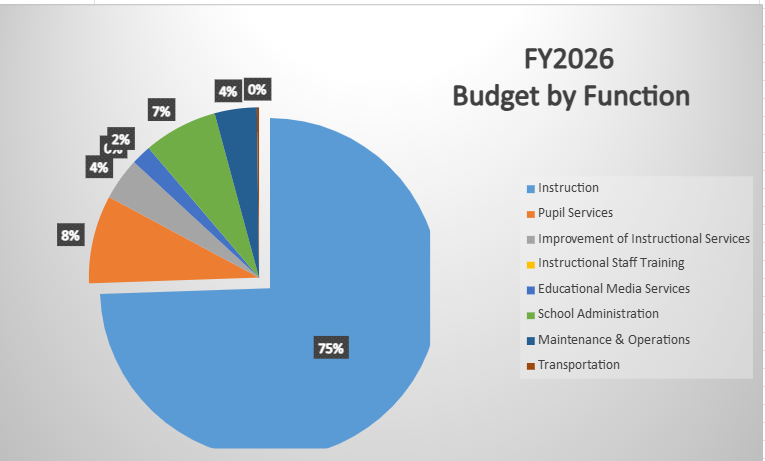 FY2026
Budget by Function
4%
0%
7%
2%
0%
4%
8%
75%
Instruction
Pupil Services
Improvement of Instructional Services
Instructional Staff Training
Educational Media Services
School Administration
Maintenance & Operations
Transportation